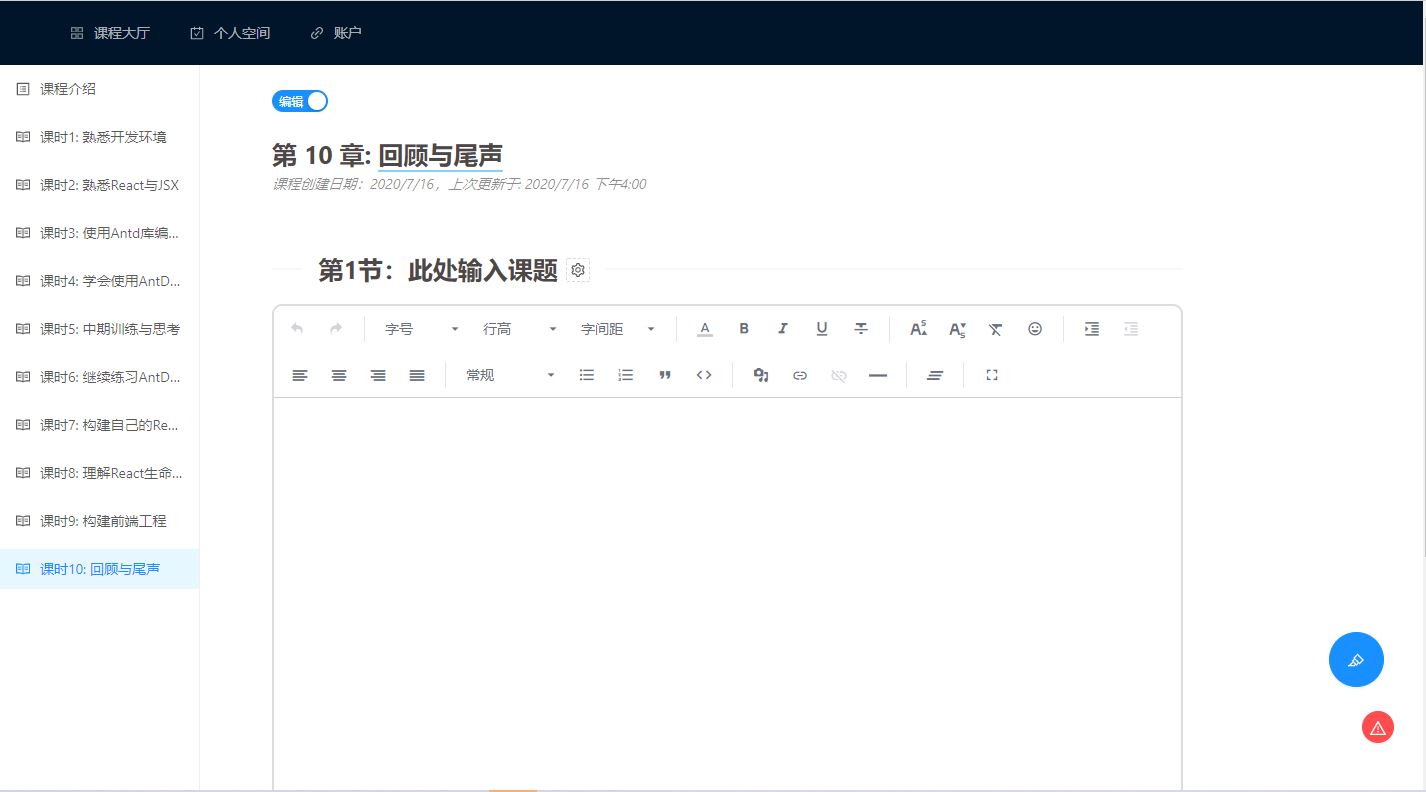 课程大厅 个人空间 账户
课程介绍
课时1: 熟悉开发环境
课时2: 熟悉React与JSX
课时3: 使用Antd库编...
课时4: 学会使用AntD...
课时5: 中期训练与思考
课时6: 继续练习AntD...
课时7: 构建自己的Re...
课时8: 理解React生命...
课时9: 构建前端工程
课时10: 回顾与尾声
编辑
第 10 章: 回顾与尾声
课程创建日期：2020/7/16，上次更新于: 2020/7/16 下午4:00
第1节：此处输入课题
字号 行高 字间距
常规